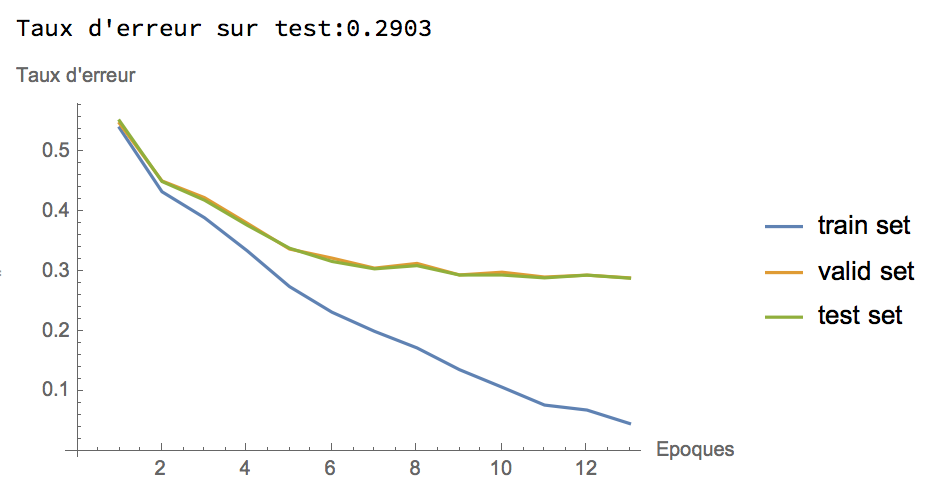 Taux d'erreur sur test:0.2903
Taux d'erreur
0.5
0.4
0.3
0.2
0.1
2 4 6 8 10 12
Epoques
train set
valid set
test set